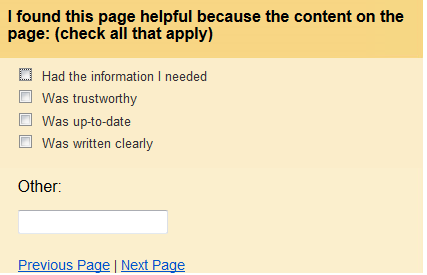 I found this page helpful because the content on the
page: (check all that apply)
Had the information I needed
Was trustworthy
Was up-to-date
Was written clearly
Other:
Previous Page | Next Page